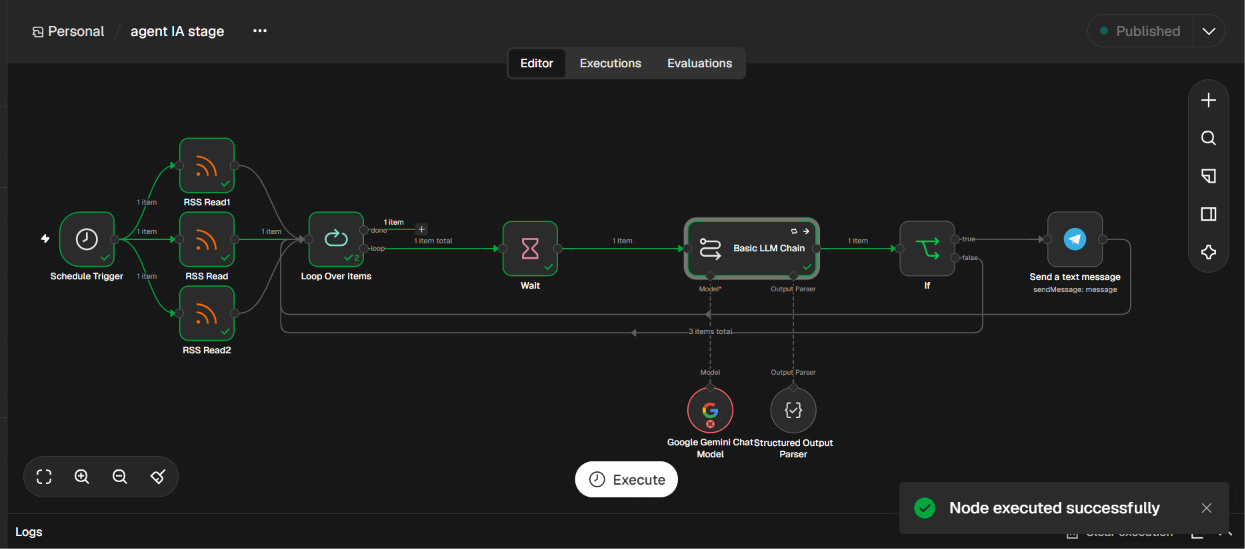 Personal / agent IA stage ...
Published
Editor Executions Evaluations
RSS Read1
1 item
1 item
1 item
1 item
1 item
done
loop
1 item total
1 item
1 item
true
false
Schedule Trigger
RSS Read
Loop Over Items
2
Wait
Basic LLM Chain
Model*
Output Parser
If
Send a text message
sendMessage: message
3 items total
RSS Read2
Model
Output Parser
Google Gemini Chat Model
Structured Output Parser
Execute
Node executed successfully
Logs
Clear execution